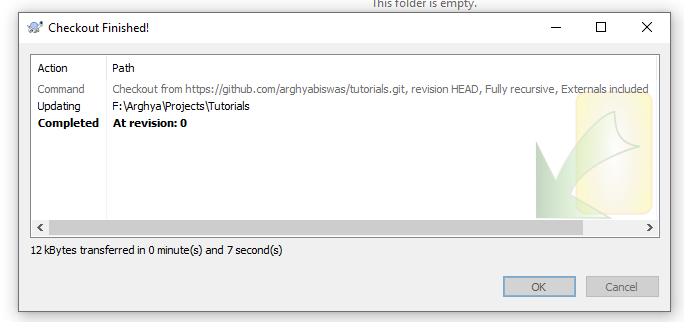 This folder is empty.
Checkout Finished!
Action Path
Command Checkout from https://github.com/arghyabiswas/tutorials.git, revision HEAD, Fully recursive, Externals included
Updating F:\Arghya\Projects\Tutorials
Completed At revision: 0
12 kBytes transferred in 0 minute(s) and 7 second(s)
OK Cancel